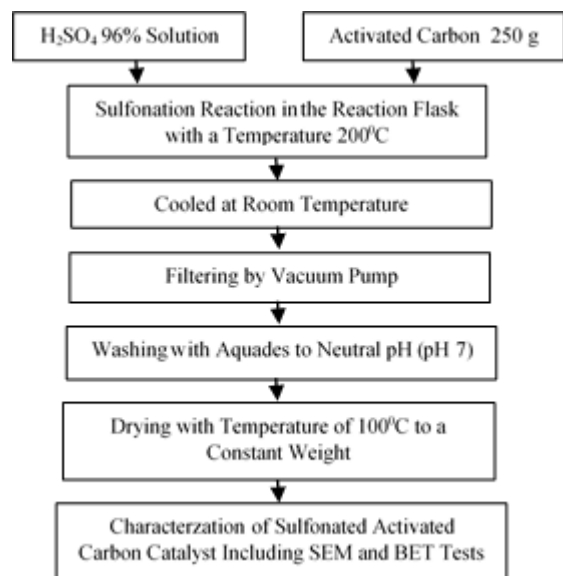 H₂SO₄ 96% Solution
Activated Carbon 250 g
Sulfonation Reaction in the Reaction Flask
with a Temperature 200⁰C
Cooled at Room Temperature
Filtering by Vacuum Pump
Washing with Aquades to Neutral pH (pH 7)
Drying with Temperature of 100⁰C to a
Constant Weight
Characterzation of Sulfonated Activated
Carbon Catalyst Including SEM and BET Tests